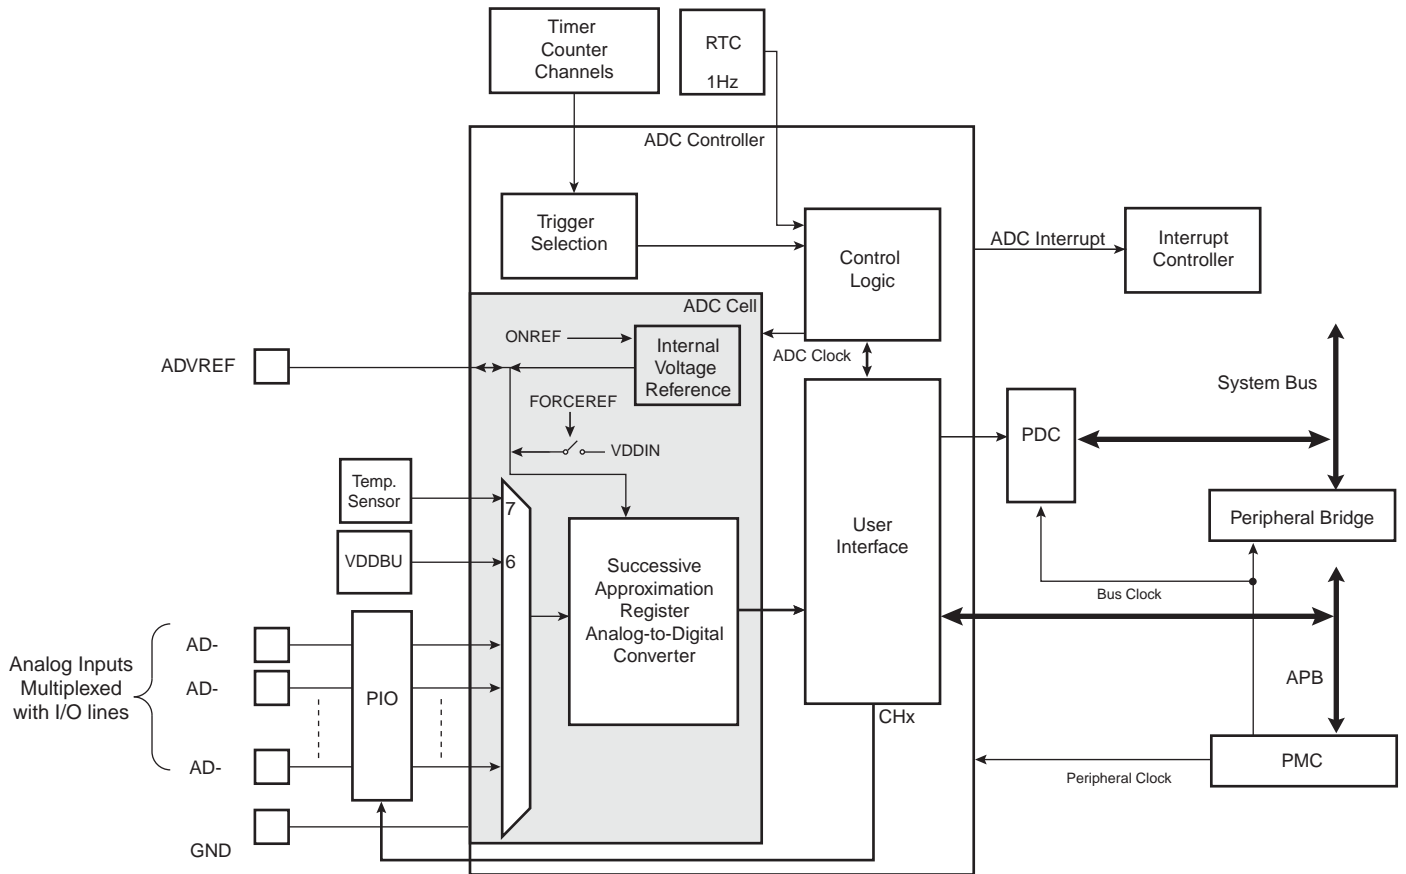 Timer
Counter
Channels
RTC
1Hz
ADC Controller
Trigger
Selection
Control
Logic
ADC Interrupt
Interrupt
Controller
ADC Cell
ONREF
Internal
Voltage
Reference
ADC Clock
ADVREF
FORCEREF
VDDIN
System Bus
PDC
Temp.
Sensor
7
VDDBU
6
User
Interface
Peripheral Bridge
Successive
Approximation
Register
Analog-to-Digital
Converter
Bus Clock
Analog Inputs
Multiplexed
with I/O lines
AD-
AD-
AD-
PIO
APB
CHx
PMC
Peripheral Clock
GND